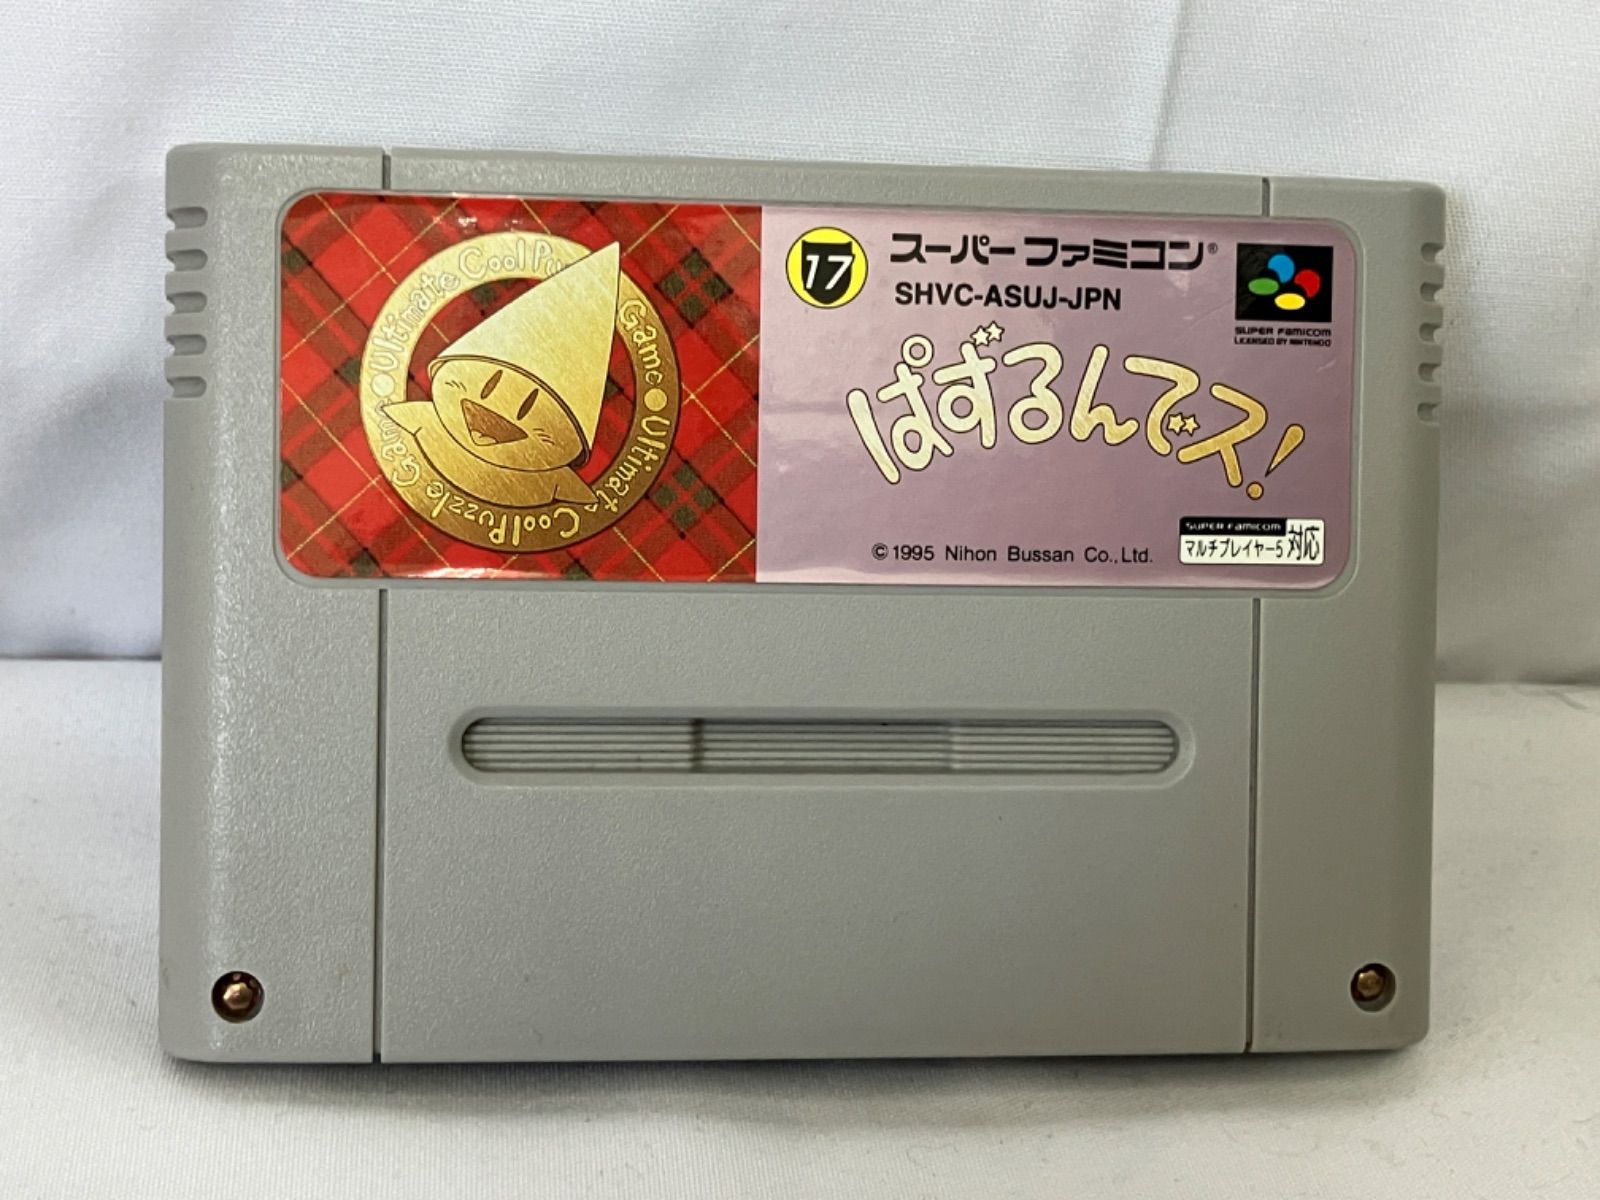 Ultimate Cool Puzzle Game●Ultimate Cool Puzzle Game●
17
スーパーファミコン®
SHVC-ASUJ-JPN
SUPER FAMICOM
LICENSED BY NINTENDO
ぱずるんでス!
©1995 Nihon Bussan Co.,Ltd.
SUPER FAMICOM
マルチプレイヤー5対応